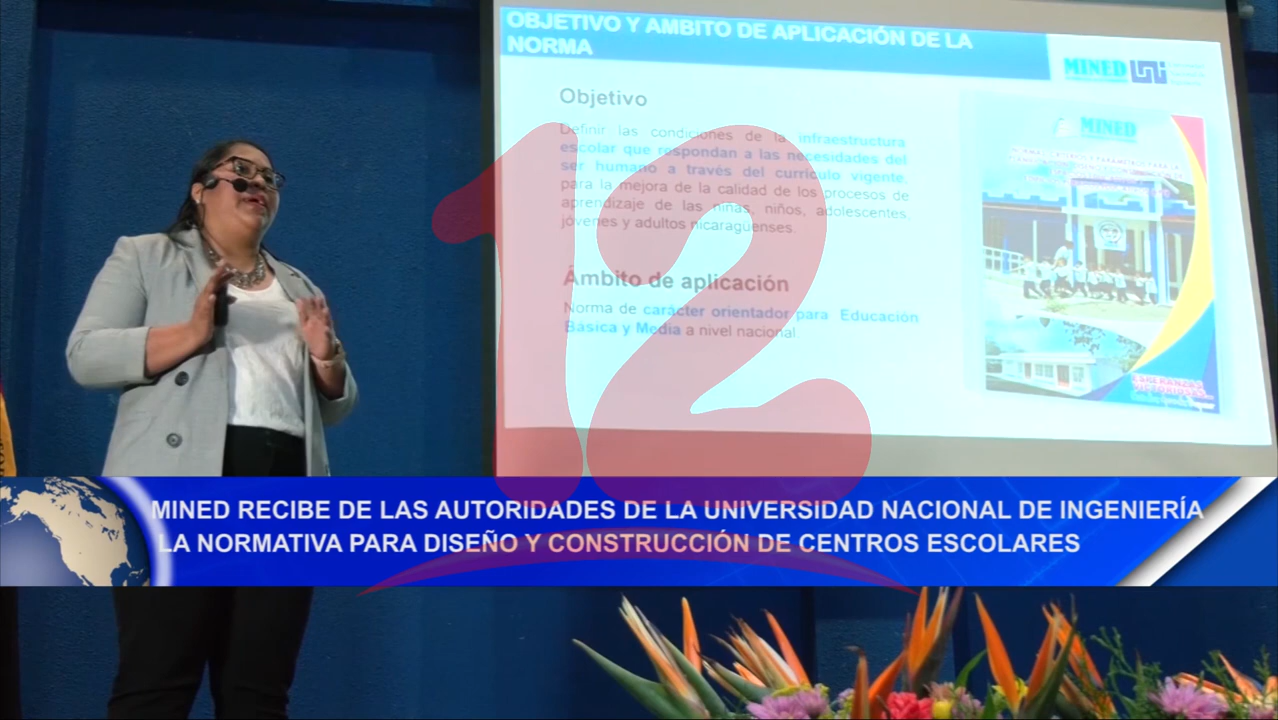 OBJETIVO Y AMBITO DE APLICACIÓN DE LA
NORMA
MINED
Objetivo
Definir las condiciones de la infraestructura
escolar que respondan a las necesidades del
ser humano a través del currículo vigente,
para la mejora de la calidad de los procesos de
aprendizaje de las niñas, niños, adolescentes
jóvenes y adultos nicaragüenses.
Ámbito de aplicación
Norma de carácter orientador para Educación
Básica y Media a nivel nacional
MINED
ESPERANZAS
VICTORIOSAS
12
MINED RECIBE DE LAS AUTORIDADES DE LA UNIVERSIDAD NACIONAL DE INGENIERÍA
LA NORMATIVA PARA DISEÑO Y CONSTRUCCIÓN DE CENTROS ESCOLARES